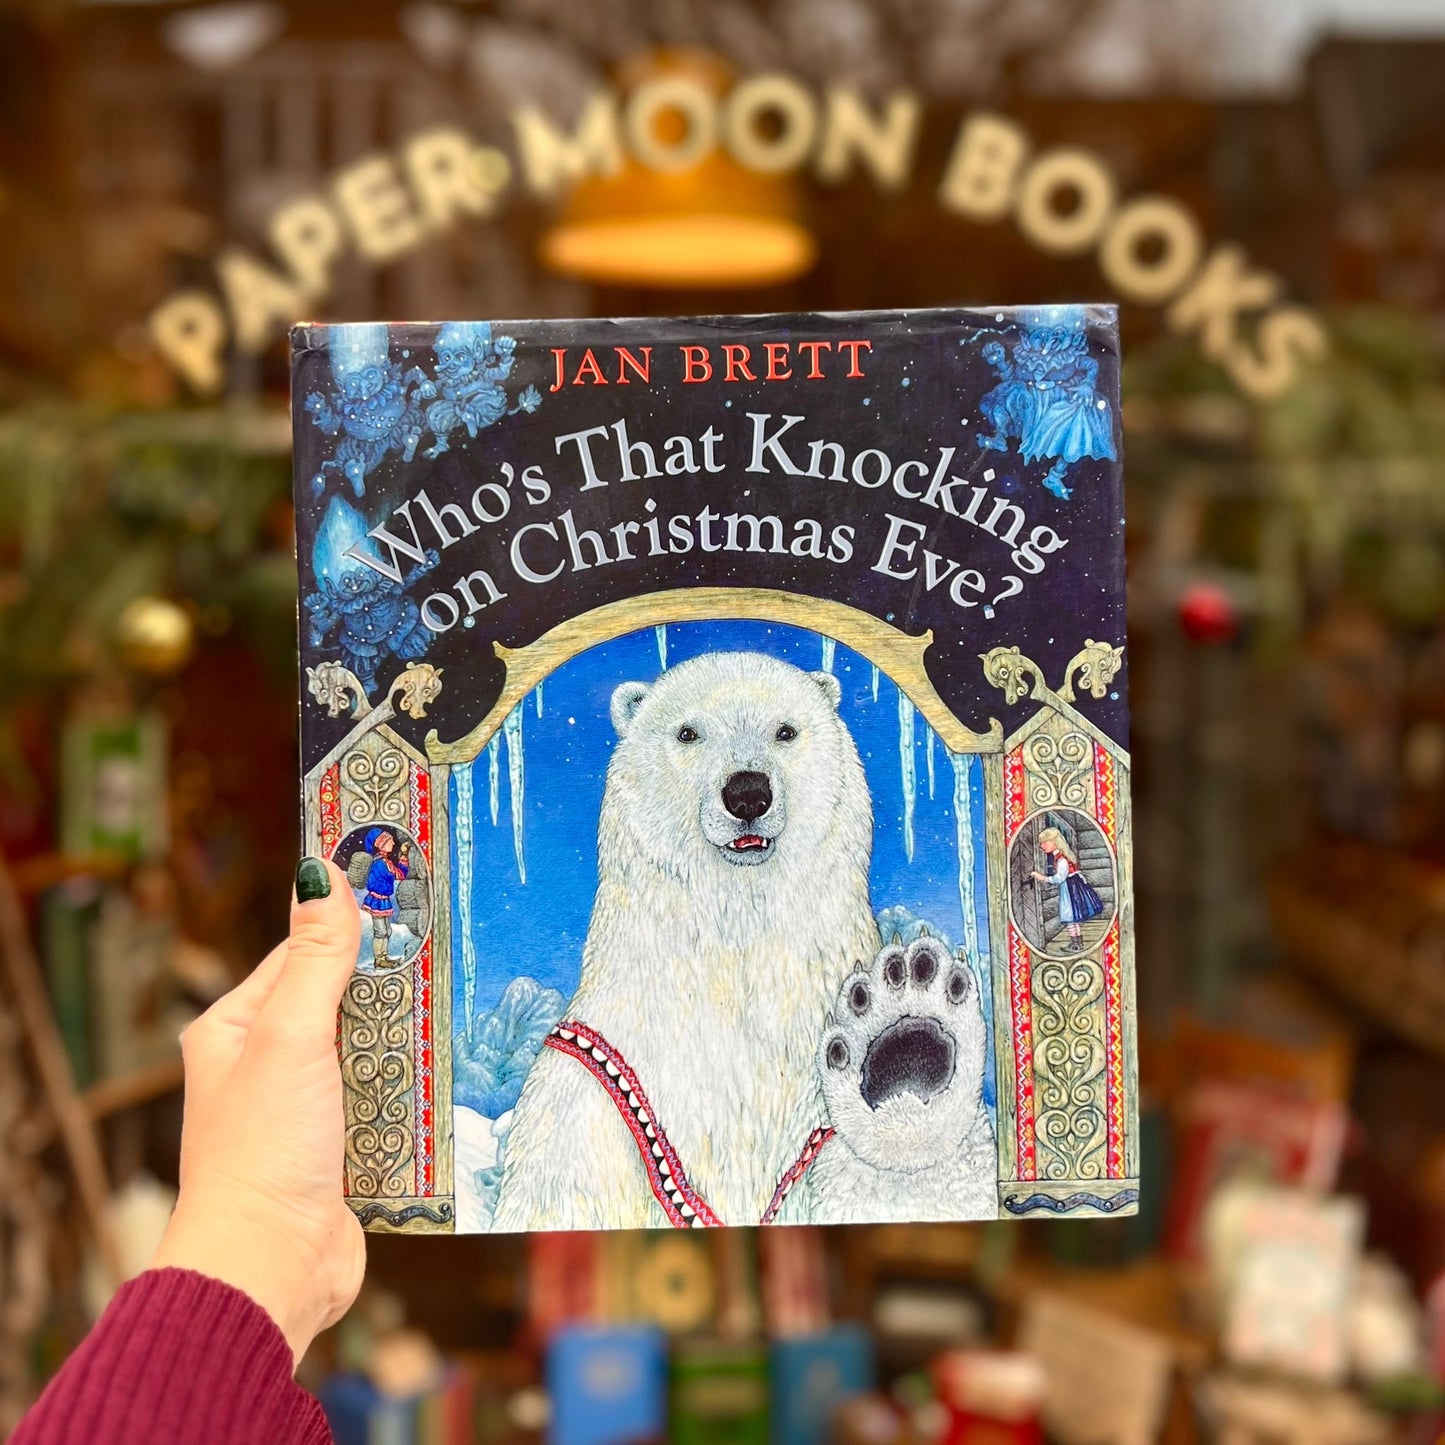 PAPER MOON BOOKS
JAN BRETT
Who's That Knocking
on Christmas Eve?